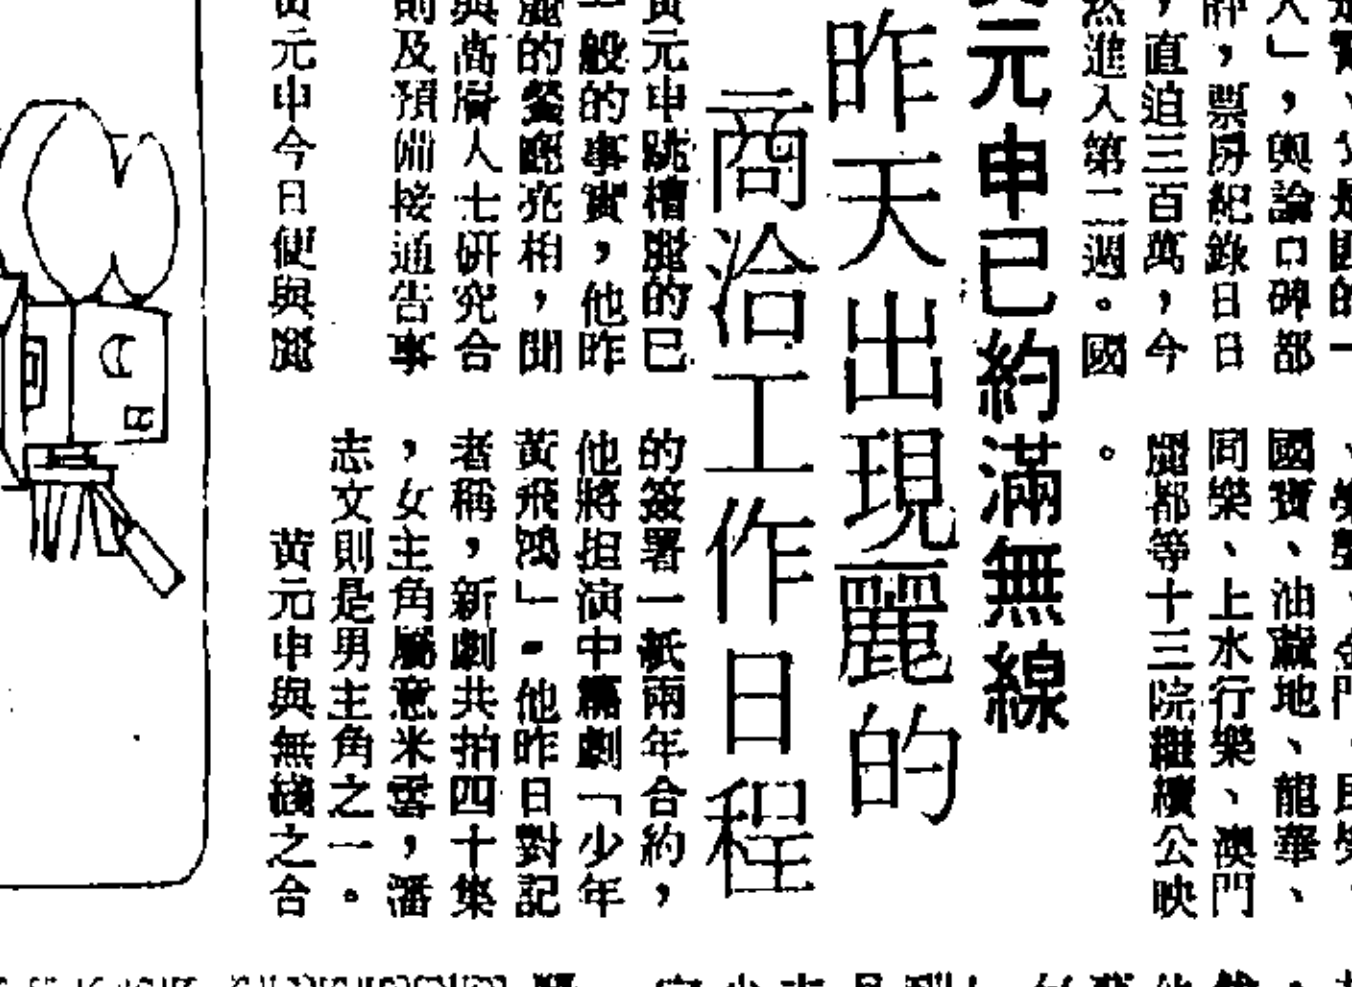 元申已約滿無線
昨天出現麗的
商洽工作日程
人」，輿論口碑部
，票房紀錄日日
，直迫三百萬，今
然進入第二週。國
國寶、油蔴地、龍華、
同樂、上水行樂、澳門
麗都等十三院繼續公映
。
黃元申跳槽麗的已
一般的事實，他昨
麗的餐廳亮相，聞
與高層人士研究合
則及預備接通告事
黃元申今日便與麗
的簽署一紙兩年合約，
他將担演中篇劇「少年
黃飛鴻」。他昨日對記
者稱，新劇共拍四十集
，女主角屬意米雪，潘
志文則是男主角之一。
黃元申與無綫之合